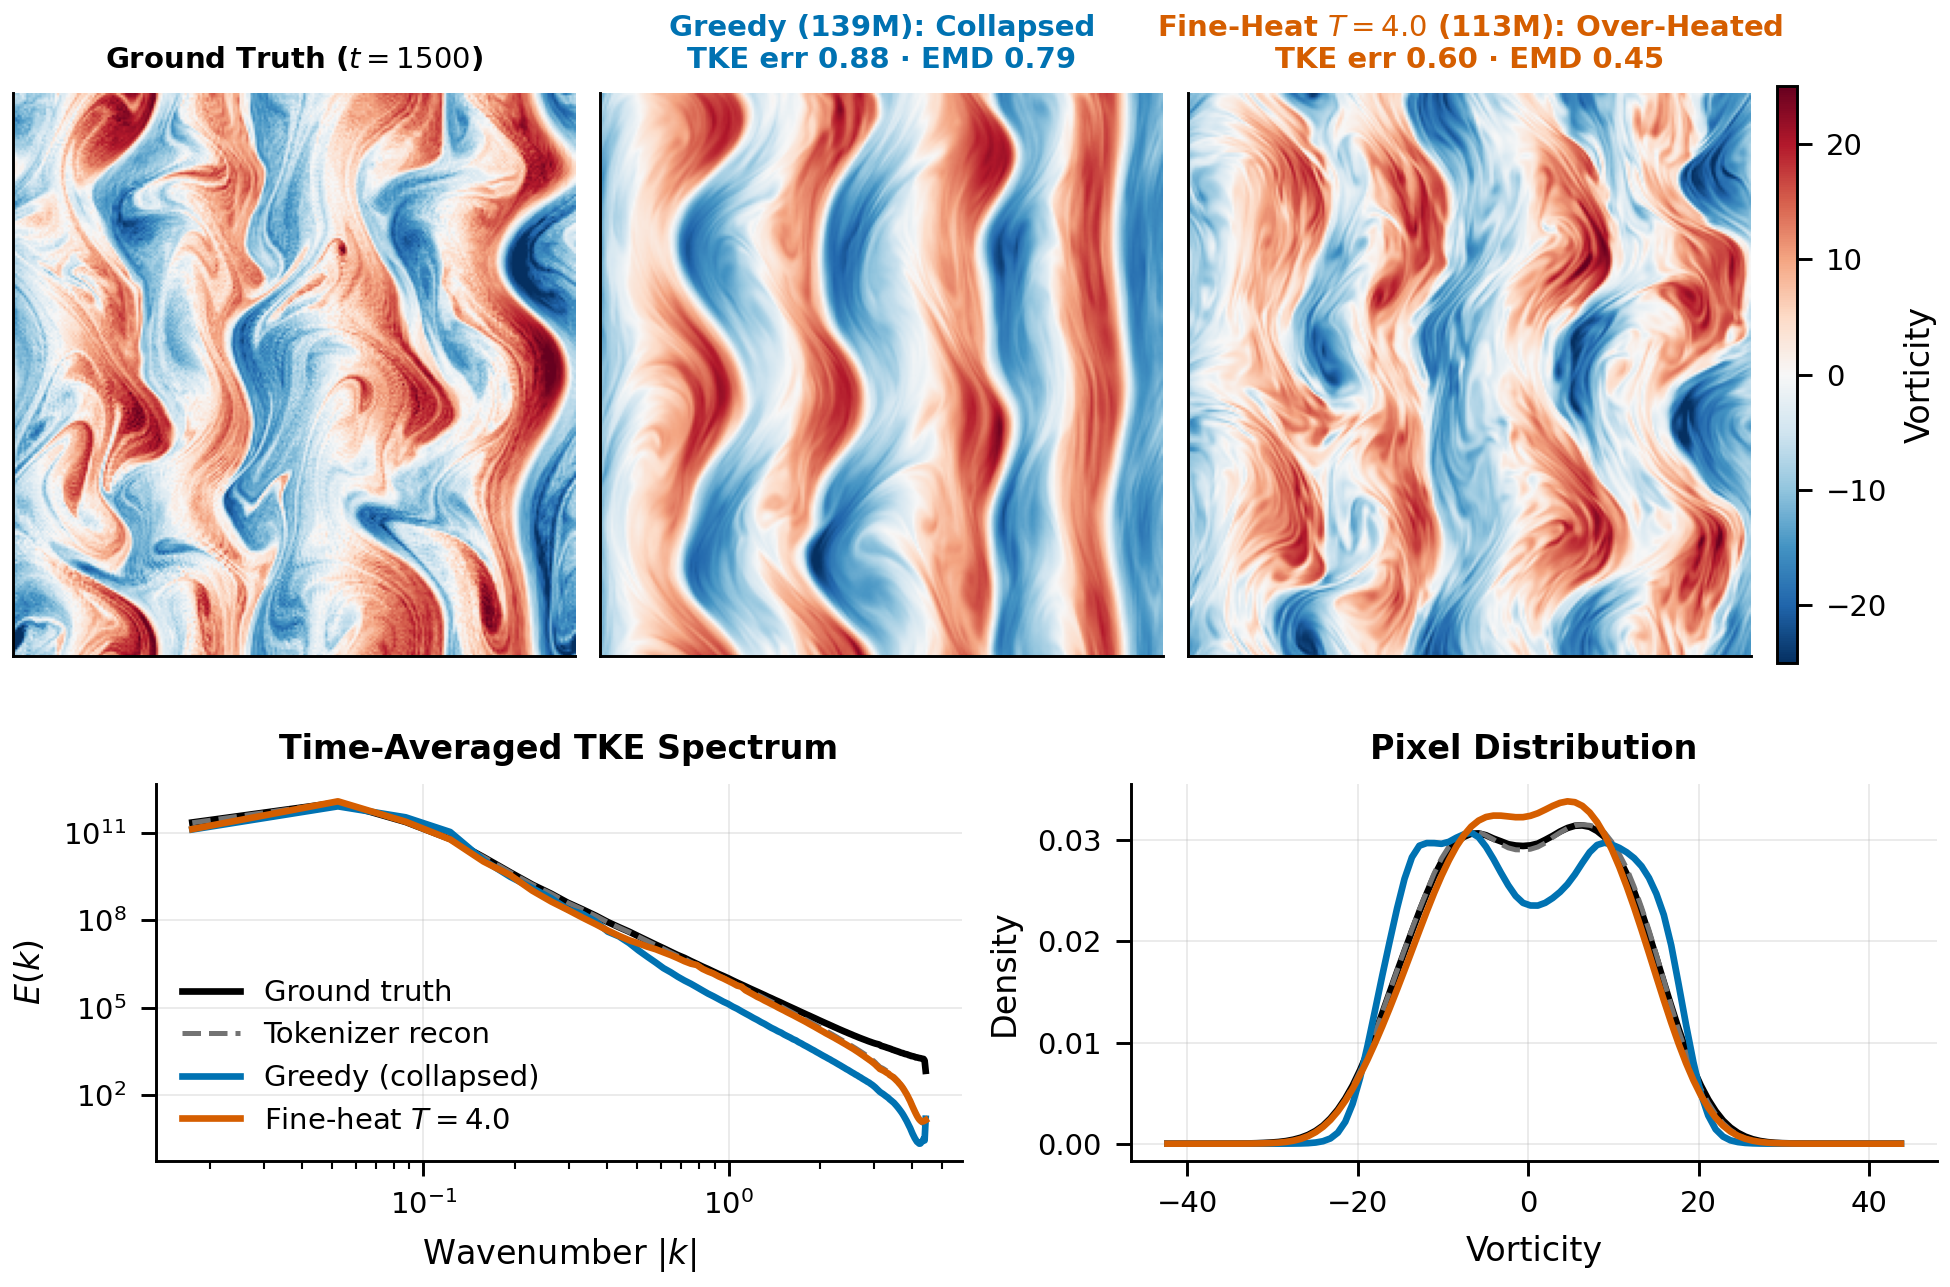 Ground Truth (t = 1500)
Greedy (139M): Collapsed
TKE err 0.88 · EMD 0.79
Fine-Heat T = 4.0 (113M): Over-Heated
TKE err 0.60 · EMD 0.45
20
10
0
−10
−20
Vorticity
Time-Averaged TKE Spectrum
10¹¹
10⁸
10⁵
10²
E(k)
Ground truth
Tokenizer recon
Greedy (collapsed)
Fine-heat T = 4.0
10⁻¹
10⁰
Wavenumber |k|
Pixel Distribution
0.03
0.02
0.01
0.00
Density
−40
−20
0
20
40
Vorticity